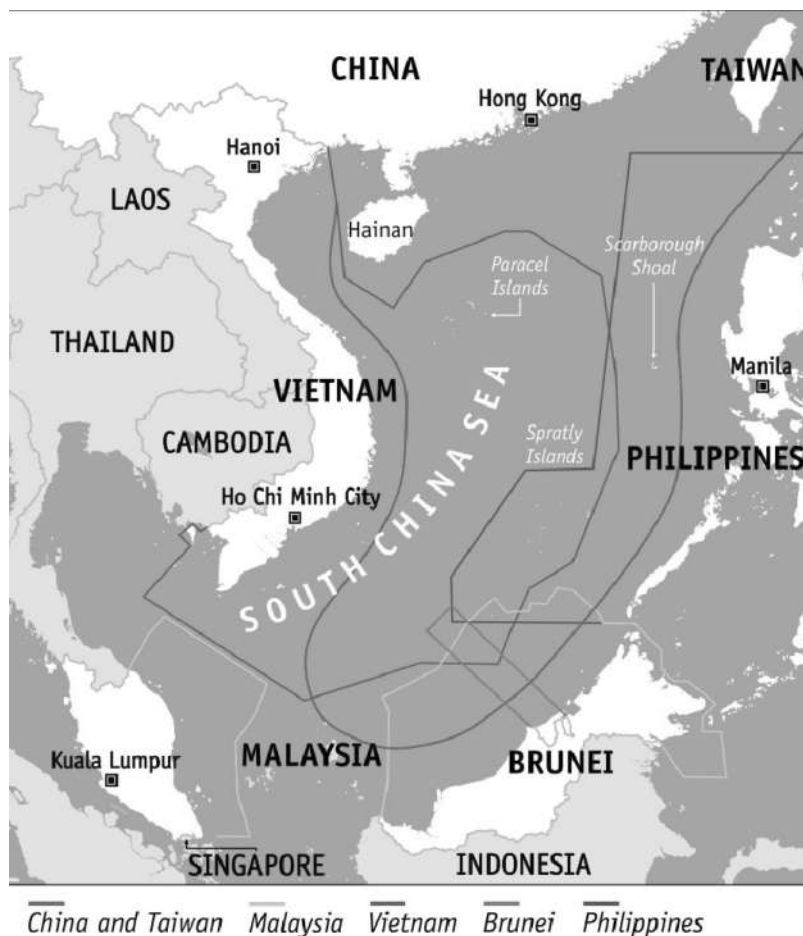 CHINA
TAIWAN
Hong Kong
Hanoi
LAOS
Hainan
Scarborough
Shoal
Paracel
Islands
THAILAND
VIETNAM
Manila
CAMBODIA
Spratly
Islands
PHILIPPINES
Ho Chi Minh City
SOUTH CHINA SEA
MALAYSIA
Kuala Lumpur
BRUNEI
SINGAPORE
INDONESIA
China and Taiwan Malaysia Vietnam Brunei Philippines